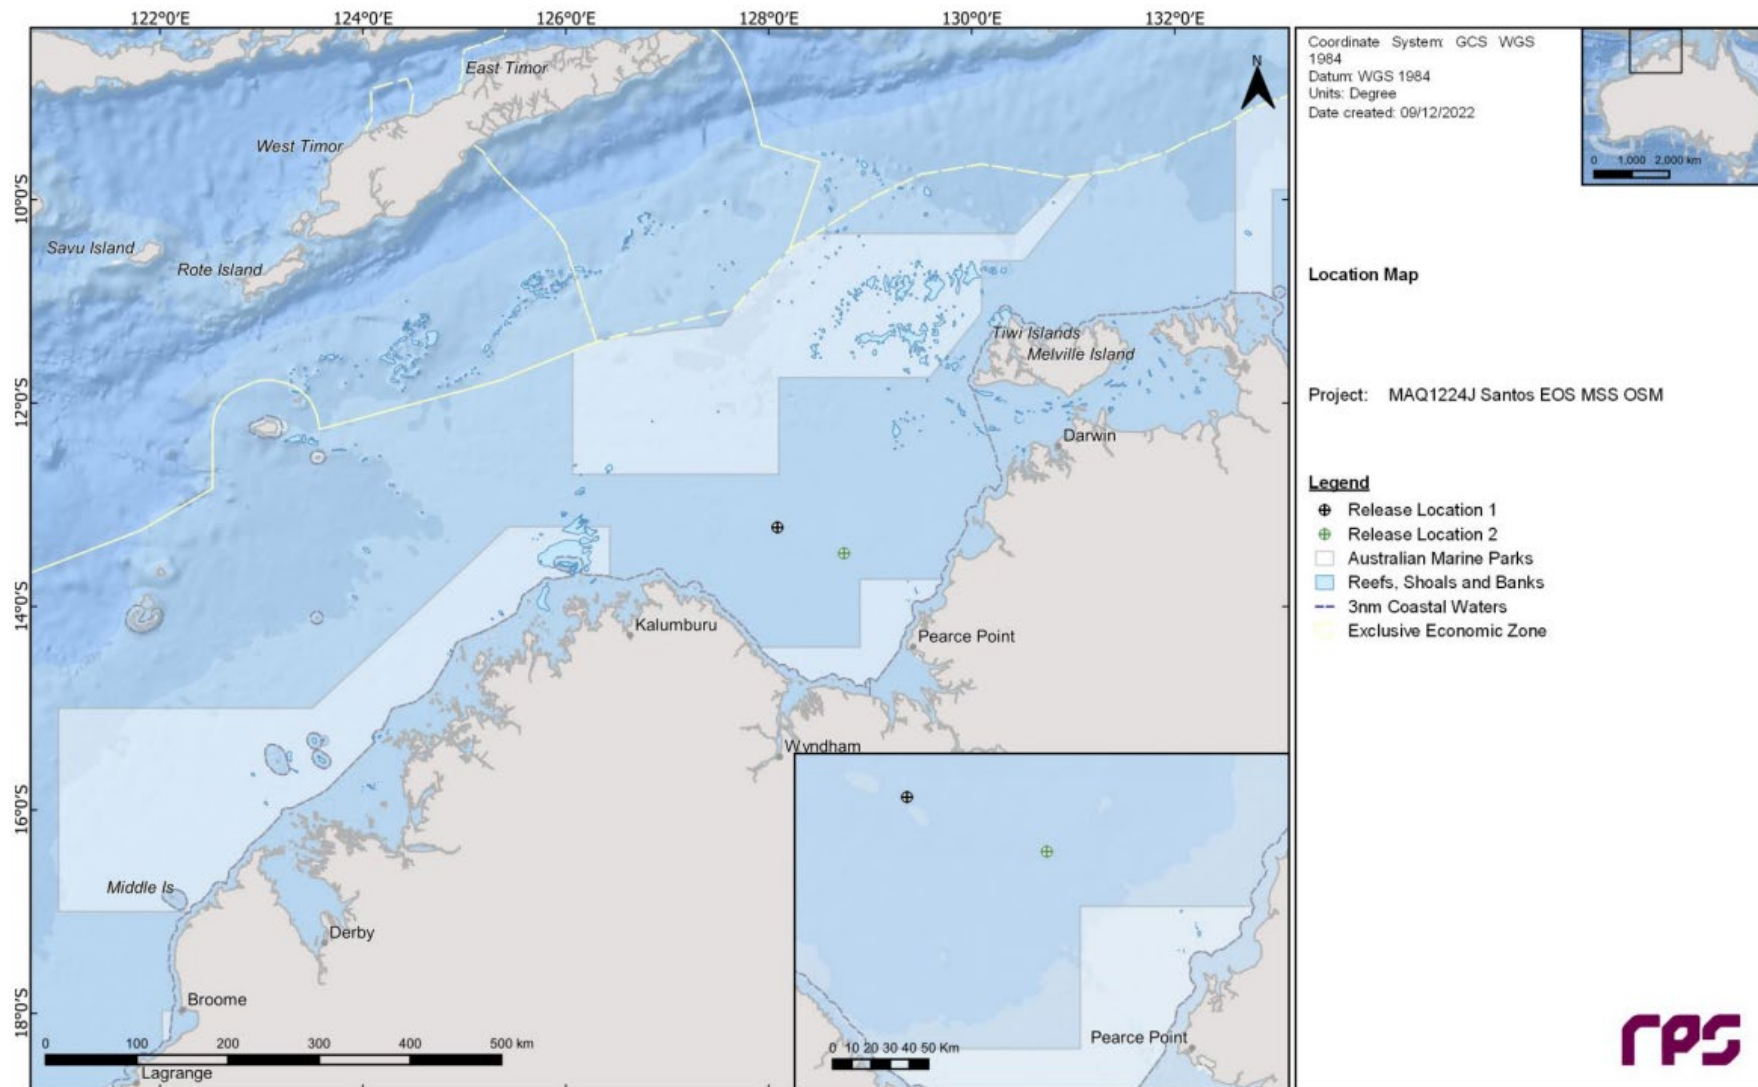 122°0'E 124°0'E 126°0'E 128°0'E 130°0'E 132°0'E
10°0'S
12°0'S
14°0'S
16°0'S
18°0'S
East Timor
N
West Timor
Savu Island
Rote Island
Tiwi Islands
Melville Island
Darwin
Kalumburu
Pearce Point
Wyndham
Middle Is
Derby
Broome
Lagrange
0 100 200 300 400 500 km
Pearce Point
0 10 20 30 40 50 Km
Coordinate System: GCS WGS
1984
Datum: WGS 1984
Units: Degree
Date created: 09/12/2022
0 1,000 2,000 km
Location Map
Project: MAQ1224J Santos EOS MSS OSM
Legend
Release Location 1
Release Location 2
Australian Marine Parks
Reefs, Shoals and Banks
3nm Coastal Waters
Exclusive Economic Zone
rps